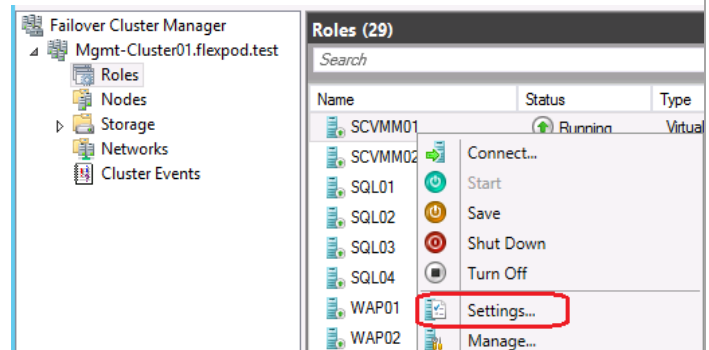 Failover Cluster Manager
Mgmt-Cluster01.flexpod.test
Roles
Nodes
Storage
Networks
Cluster Events
Roles (29)
Search
Name Status Type
SCVMM01 Running Virtual
SCVMM02
SQL01
SQL02
SQL03
SQL04
WAP01
WAP02
Connect...
Start
Save
Shut Down
Turn Off
Settings...
Manage...